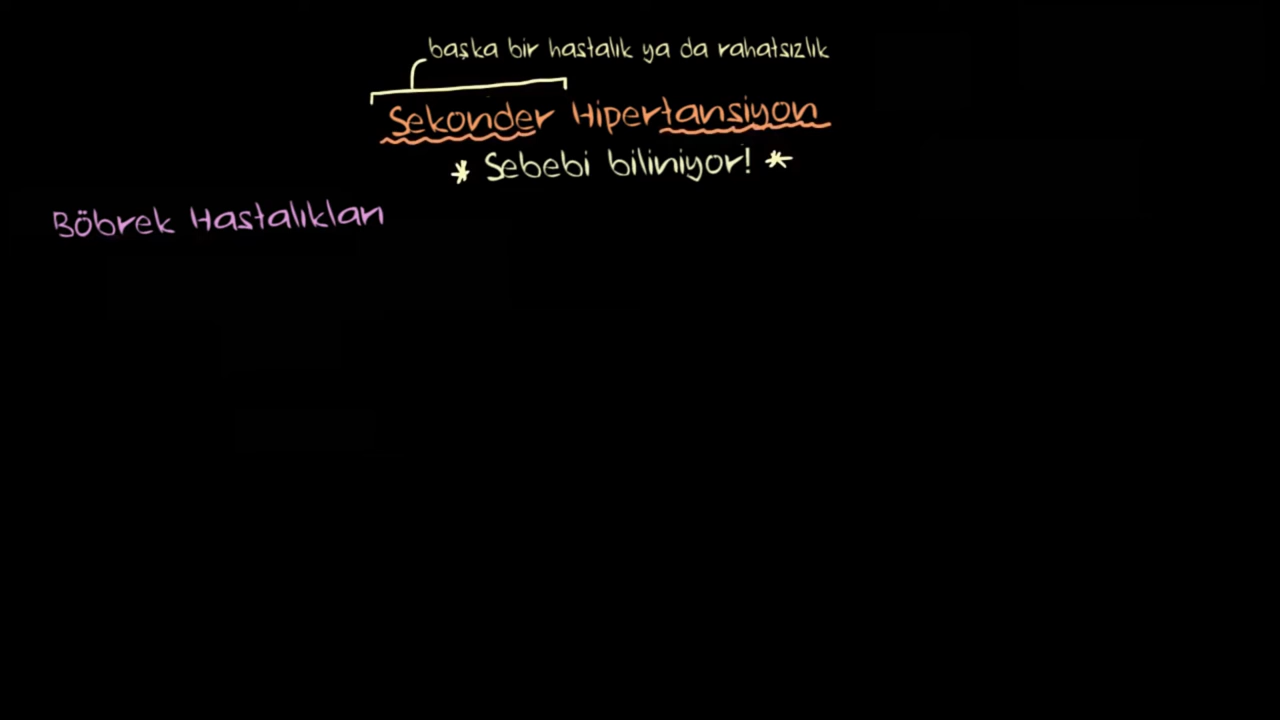 başka bir hastalık ya da rahatsızlık
Sekonder Hipertansiyon
* Sebebi biliniyor! *
Böbrek Hastalıkları